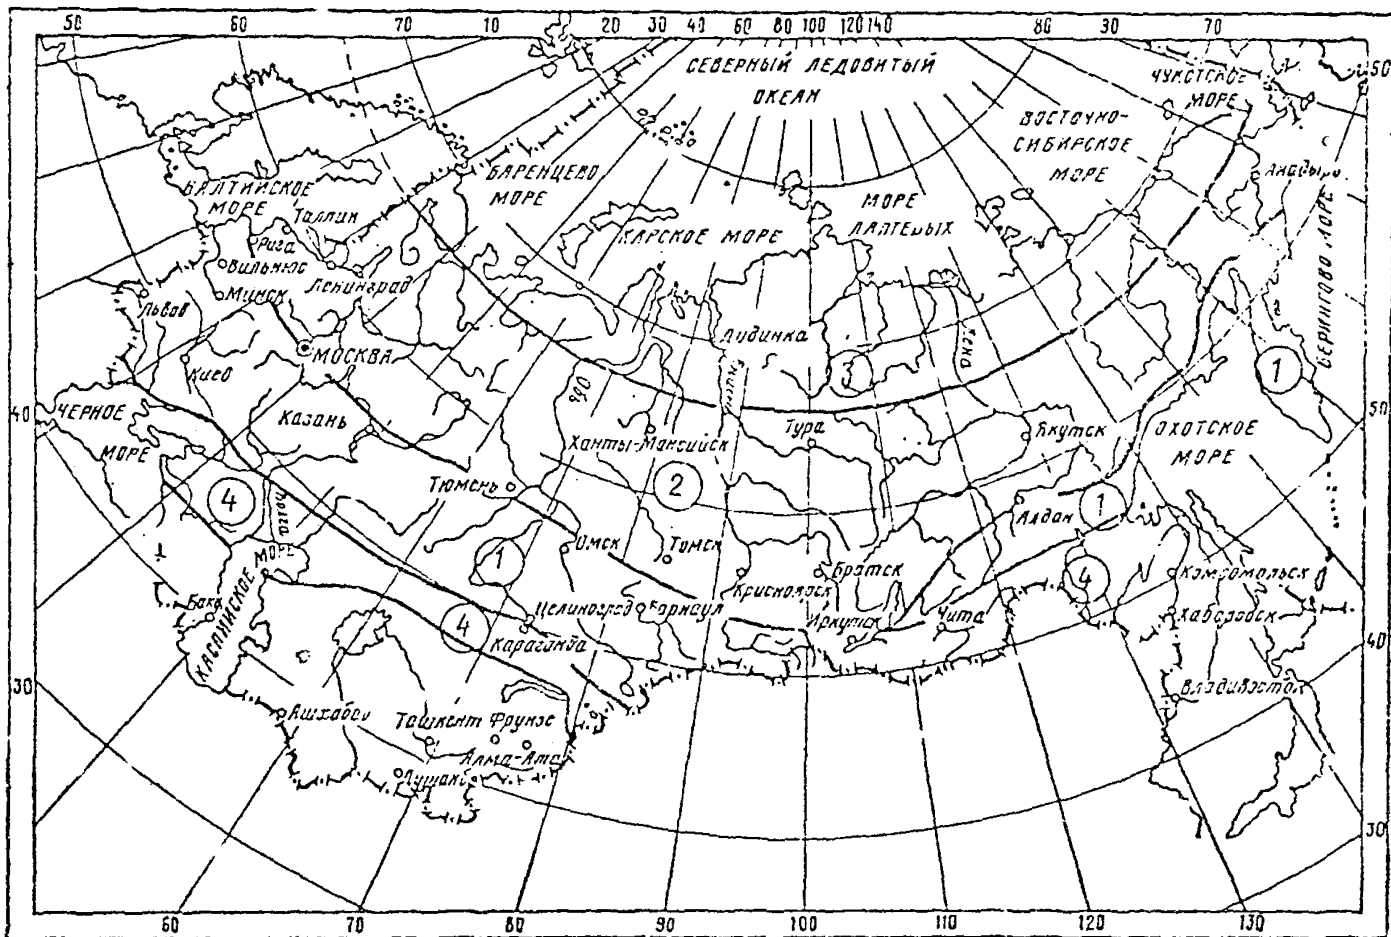 50 60 70 10 20 30 40 60 80 100 120 140 80 30 70
СЕВЕРНЫЙ ЛЕДОВИТЫЙ
ОКЕАН
ЧУКОТСКОЕ
МОРЕ
50
ВОСТОЧНО-
СИБИРСКОЕ
МОРЕ
БАРЕНЦЕВО
МОРЕ
БАЛТИЙСКОЕ
МОРЕ
КАРСКОЕ МОРЕ
МОРЕ
ЛАПТЕВЫХ
БЕРИНГОВО МОРЕ
Таллин
Рига
Вильнюс
Минск
Ленинград
Львов
МОСКВА
Киев
Дудинка
Лена
Обь
3
1
40
ЧЕРНОЕ
МОРЕ
Казань
Ханты-Мансийск
Тура
Якутск
ОХОТСКОЕ
МОРЕ
50
Тюмень
2
4
Алдан
1
Омск
Томск
1
Красноярск
Братск
4
Комсомольск
КАСПИЙСКОЕ МОРЕ
Баку
Целиноград
Барнаул
Иркутск
Чита
Хабаровск
4
Караганда
40
30
Ашхабад
Ташкент
Фрунзе
Алма-Ата
Владивосток
30
60 70 80 90 100 110 120 130